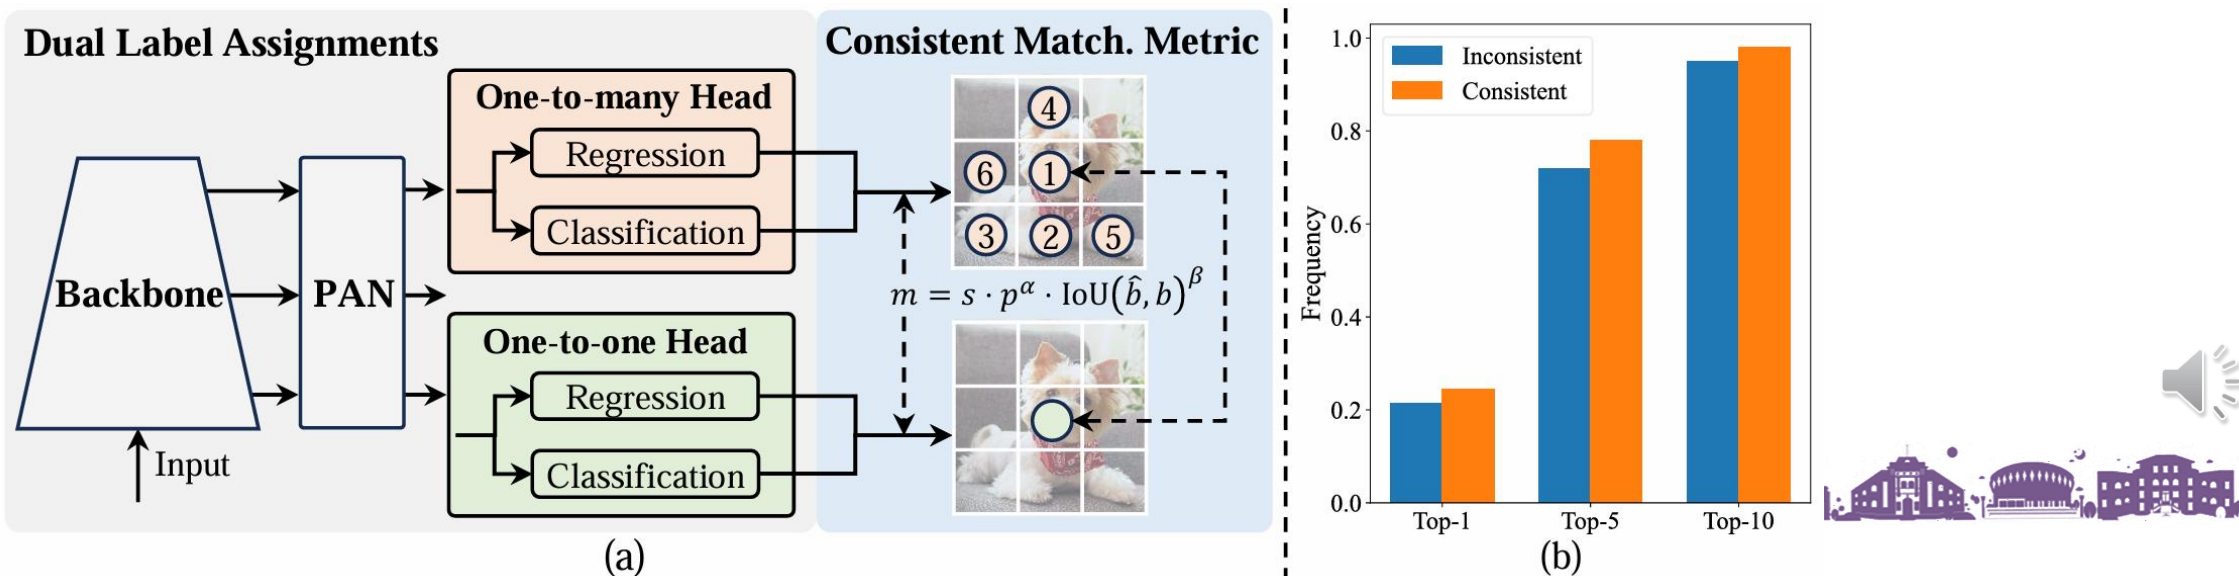 Dual Label Assignments
Backbone
Input
PAN
One-to-many Head
Regression
Classification
One-to-one Head
Regression
Classification
Consistent Match. Metric
4
6 1
3 2 5
m = s · p^α · IoU(b̂, b)^β
(a)
Frequency
1.0
0.8
0.6
0.4
0.2
0.0
Inconsistent
Consistent
Top-1 Top-5 Top-10
(b)